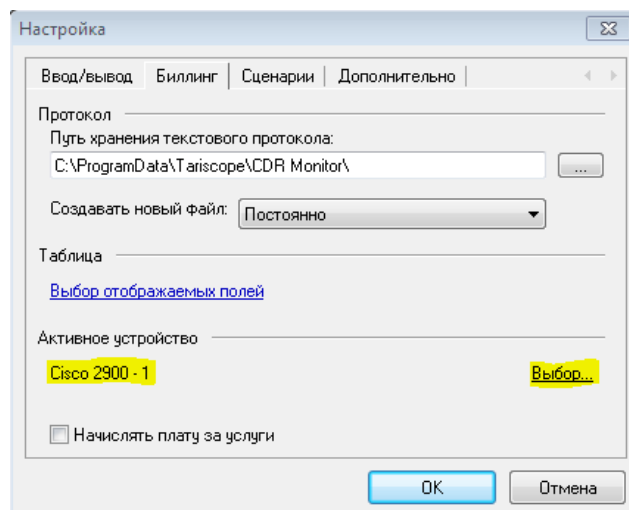 Настройка
Ввод/вывод Биллинг Сценарии Дополнительно
Протокол
Путь хранения текстового протокола:
C:\ProgramData\Tariscope\CDR Monitor\
...
Создавать новый файл: Постоянно
Таблица
Выбор отображаемых полей
Активное устройство
Cisco 2900 - 1 Выбор...
Начислять плату за услуги
OK Отмена